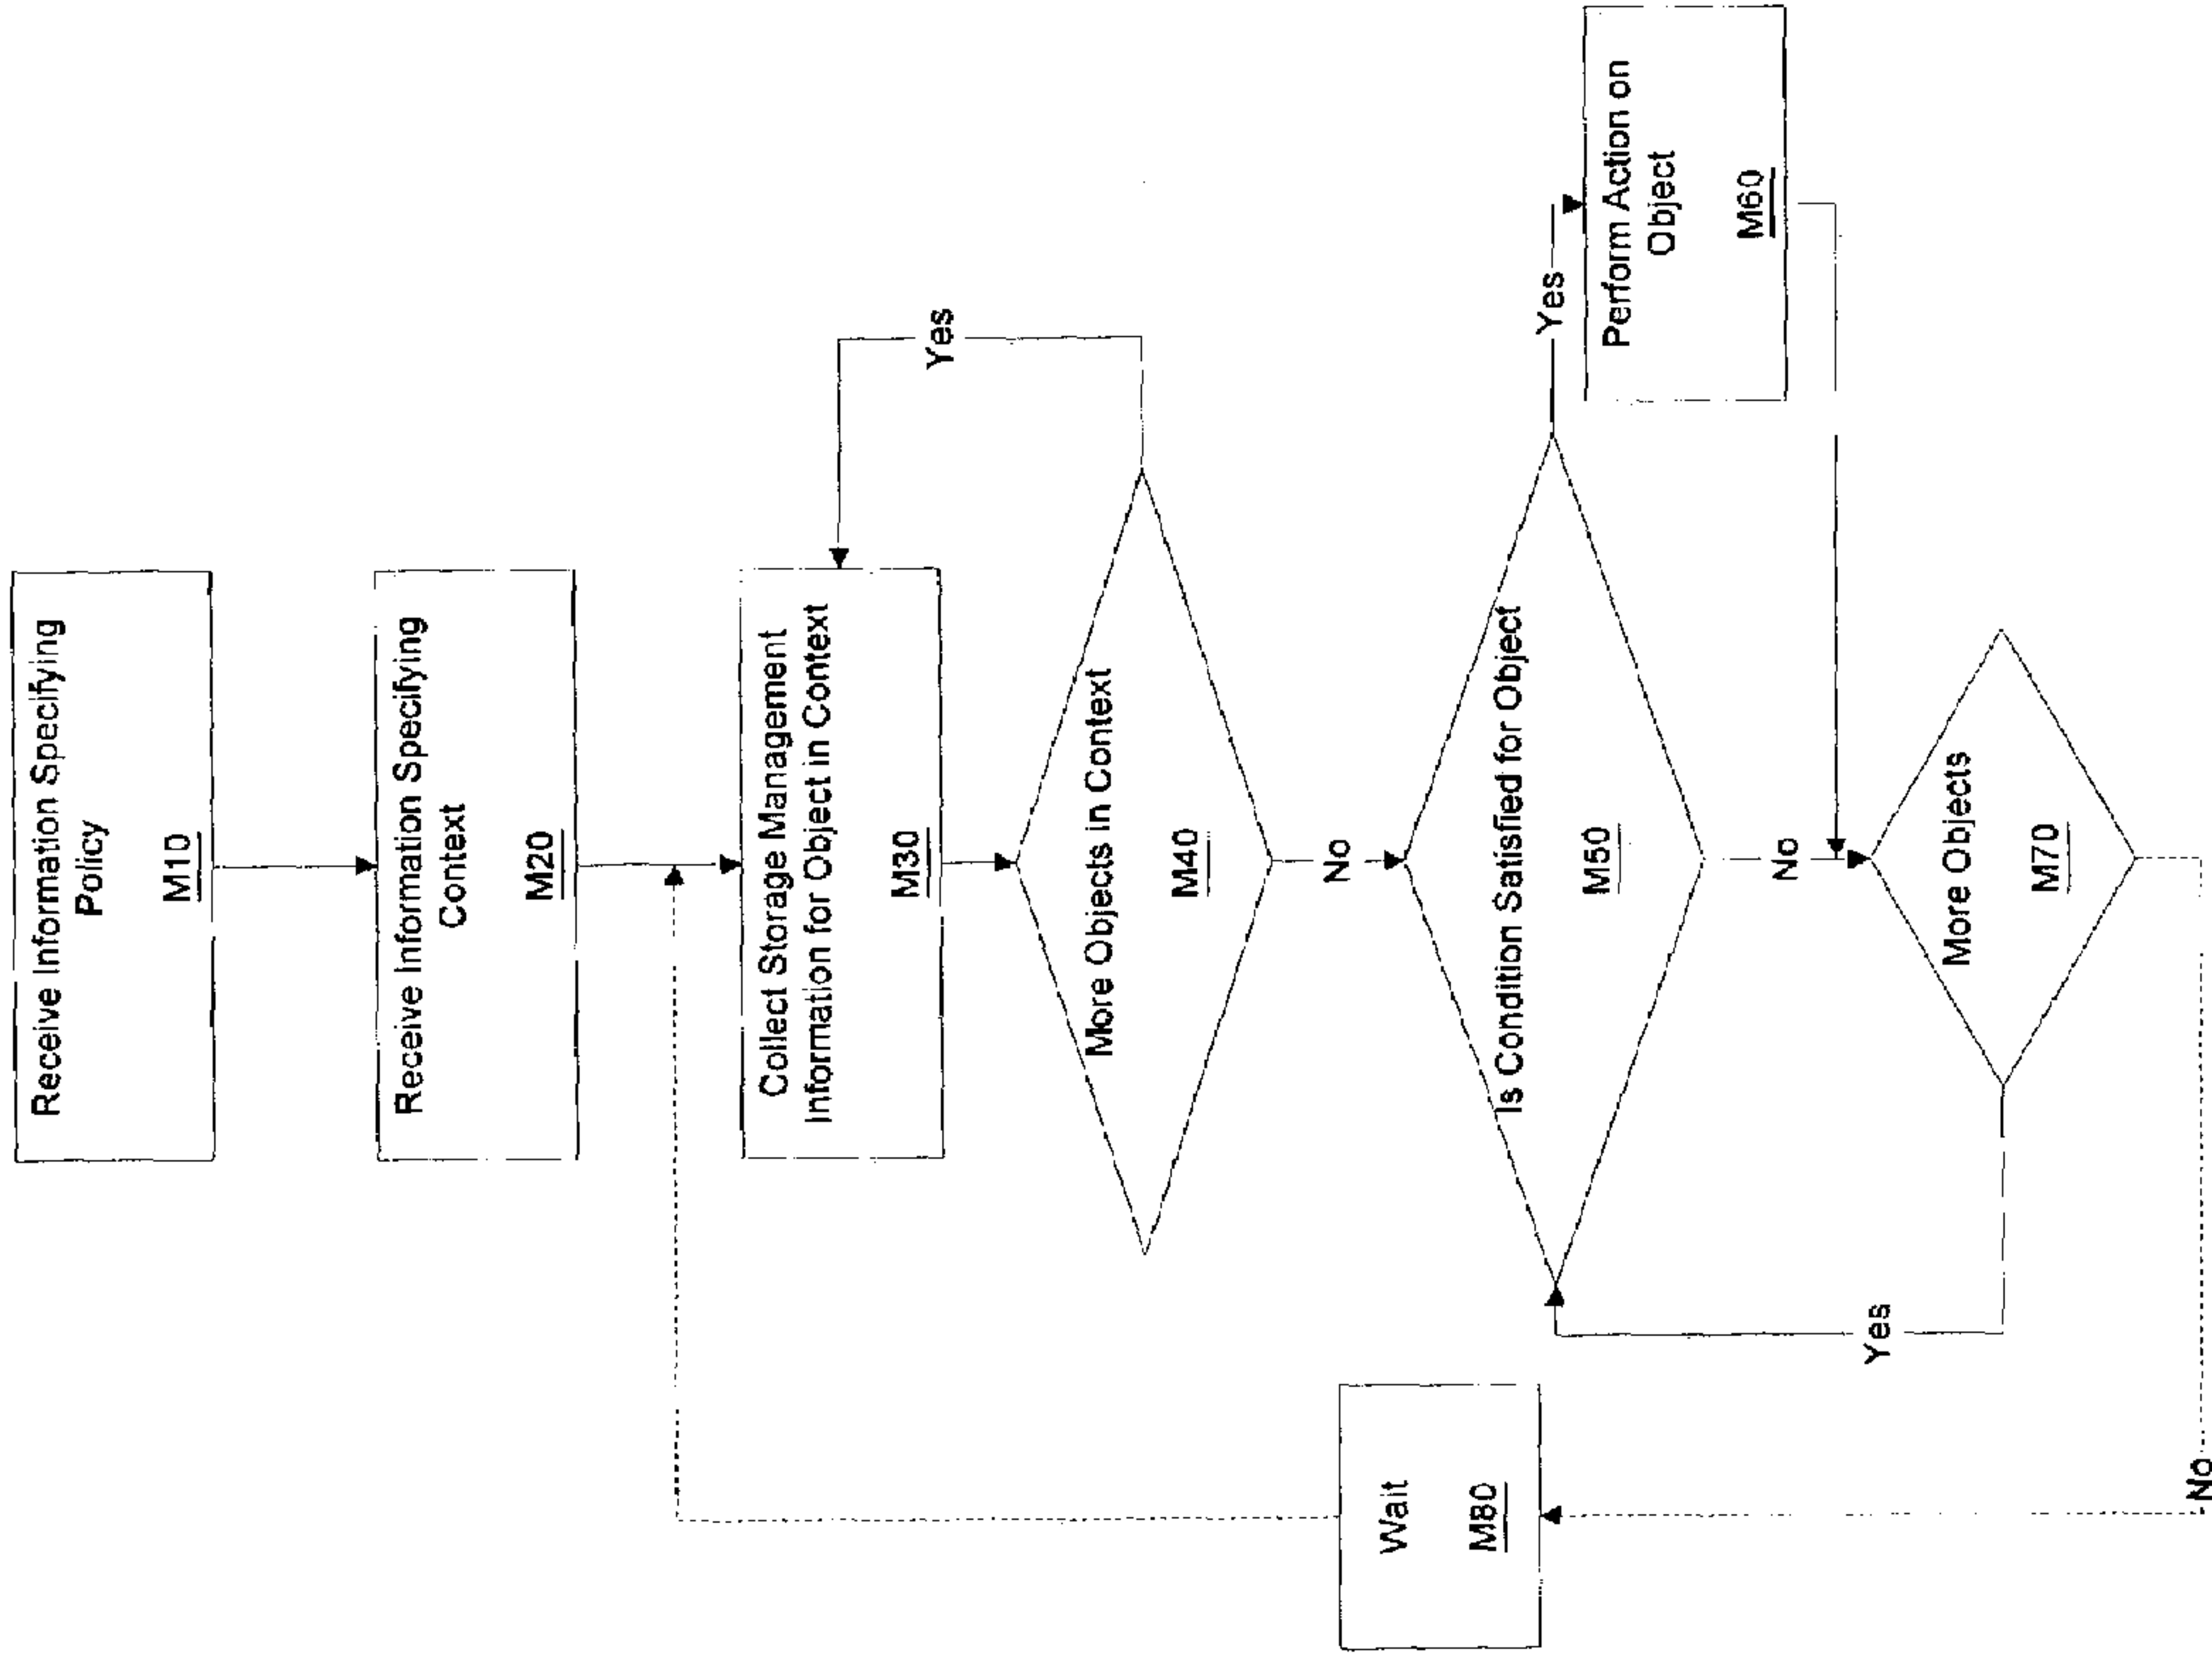 Receive Information Specifying
Policy
M10
Receive Information Specifying
Context
M20
Collect Storage Management
Information for Object in Context
M30
Yes
More Objects in Context
M40
No
Is Condition Satisfied for Object
M50
Yes
Perform Action on
Object
M60
No
More Objects
M70
Yes
Wait
M80
No